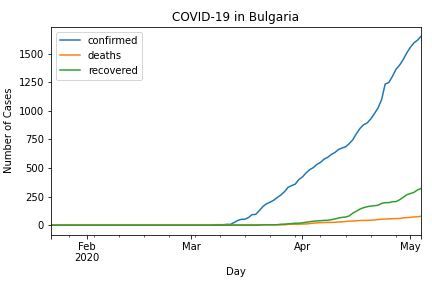 COVID-19 in Bulgaria
confirmed
deaths
recovered
1500
1250
1000
750
500
250
0
Number of Cases
Feb
2020
Mar
Apr
May
Day